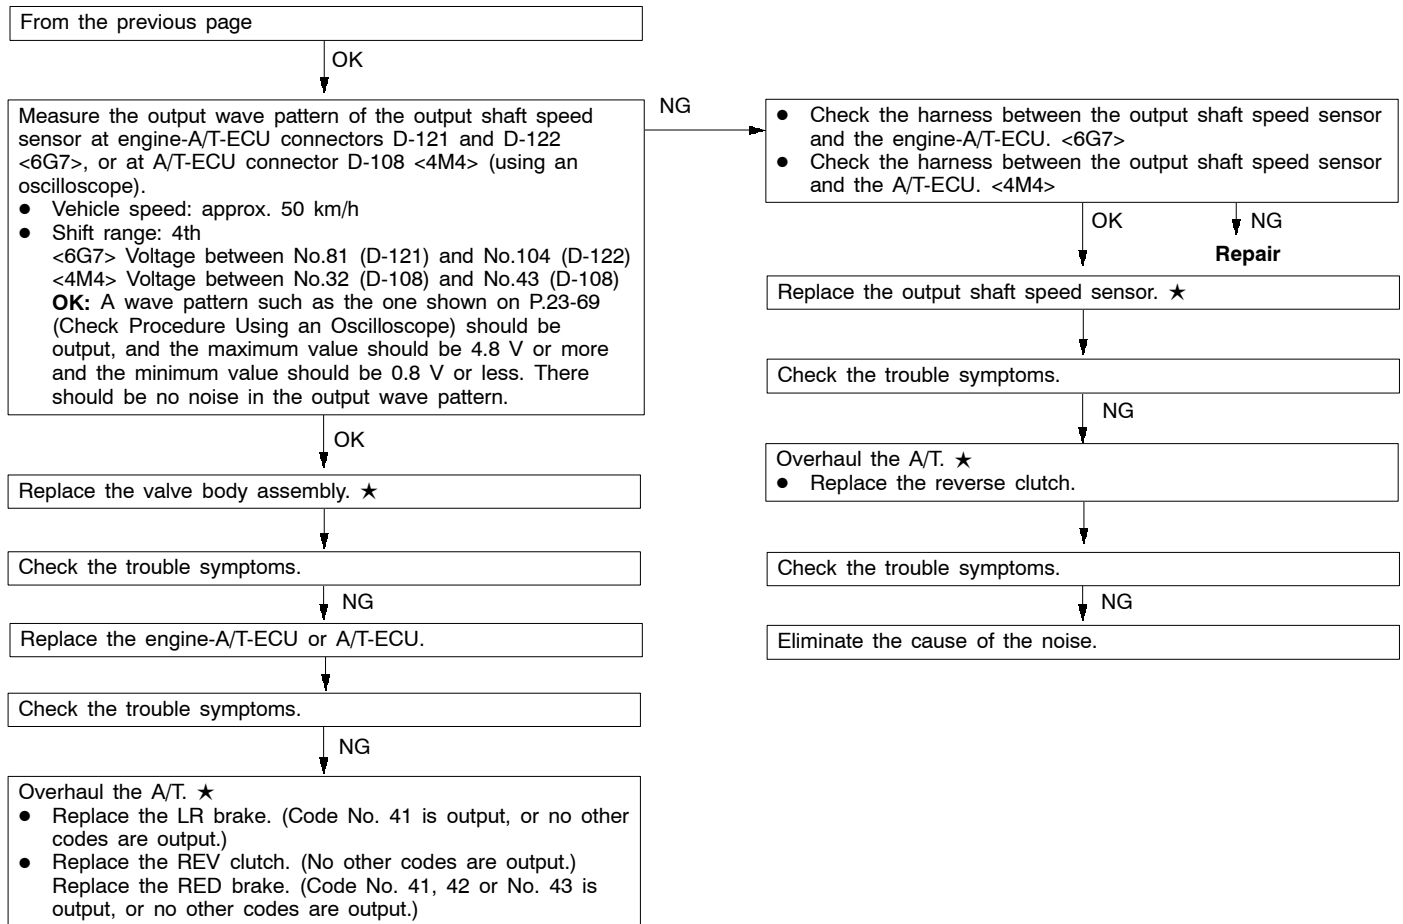 From the previous page
OK
Measure the output wave pattern of the output shaft speed
sensor at engine-A/T-ECU connectors D-121 and D-122
<6G7>, or at A/T-ECU connector D-108 <4M4> (using an
oscilloscope).
● Vehicle speed: approx. 50 km/h
● Shift range: 4th
<6G7> Voltage between No.81 (D-121) and No.104 (D-122)
<4M4> Voltage between No.32 (D-108) and No.43 (D-108)
OK: A wave pattern such as the one shown on P.23-69
(Check Procedure Using an Oscilloscope) should be
output, and the maximum value should be 4.8 V or more
and the minimum value should be 0.8 V or less. There
should be no noise in the output wave pattern.
OK
Replace the valve body assembly. ★
Check the trouble symptoms.
NG
Replace the engine-A/T-ECU or A/T-ECU.
Check the trouble symptoms.
NG
Overhaul the A/T. ★
● Replace the LR brake. (Code No. 41 is output, or no other
codes are output.)
● Replace the REV clutch. (No other codes are output.)
Replace the RED brake. (Code No. 41, 42 or No. 43 is
output, or no other codes are output.)
NG
● Check the harness between the output shaft speed sensor
and the engine-A/T-ECU. <6G7>
● Check the harness between the output shaft speed sensor
and the A/T-ECU. <4M4>
OK
NG
Repair
Replace the output shaft speed sensor. ★
Check the trouble symptoms.
NG
Overhaul the A/T. ★
● Replace the reverse clutch.
Check the trouble symptoms.
NG
Eliminate the cause of the noise.